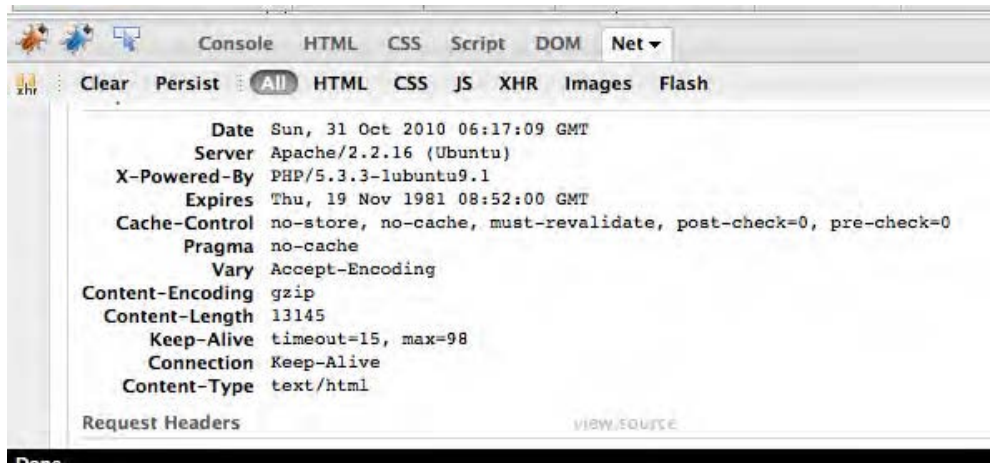 Console HTML CSS Script DOM Net
xhr Clear Persist All HTML CSS JS XHR Images Flash
Date Sun, 31 Oct 2010 06:17:09 GMT
Server Apache/2.2.16 (Ubuntu)
X-Powered-By PHP/5.3.3-1ubuntu9.1
Expires Thu, 19 Nov 1981 08:52:00 GMT
Cache-Control no-store, no-cache, must-revalidate, post-check=0, pre-check=0
Pragma no-cache
Vary Accept-Encoding
Content-Encoding gzip
Content-Length 13145
Keep-Alive timeout=15, max=98
Connection Keep-Alive
Content-Type text/html
Request Headers view source
Done